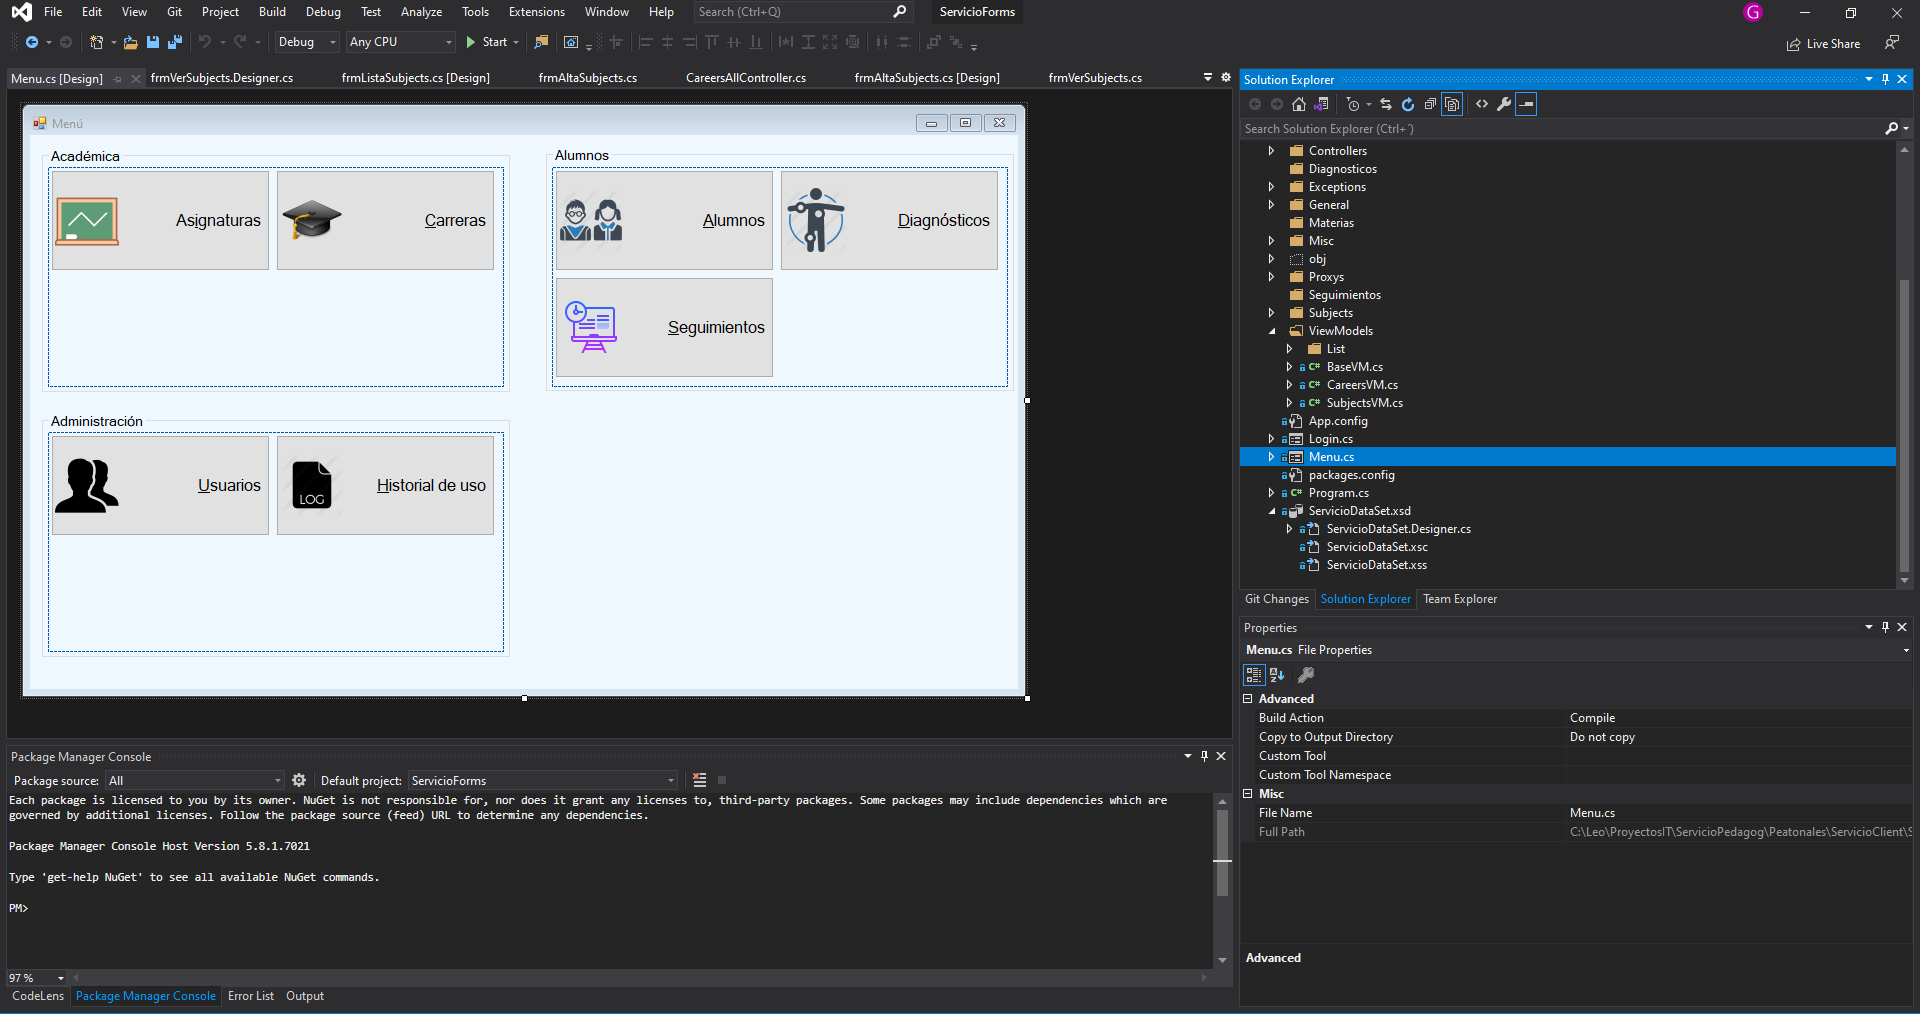 File Edit View Git Project Build Debug Test Analyze Tools Extensions Window Help Search (Ctrl+Q) ServicioForms G
Debug Any CPU Start Live Share
Menu.cs [Design] frmVerSubjects.Designer.cs frmListaSubjects.cs [Design] frmAltaSubjects.cs CareersAllController.cs frmAltaSubjects.cs [Design] frmVerSubjects.cs
Menú
Académica
Asignaturas
Carreras
Alumnos
Alumnos
Diagnósticos
Seguimientos
Administración
Usuarios
LOG
Historial de uso
Solution Explorer
Search Solution Explorer (Ctrl+´)
Controllers
Diagnosticos
Exceptions
General
Materias
Misc
obj
Proxys
Seguimientos
Subjects
ViewModels
List
C# BaseVM.cs
C# CareersVM.cs
C# SubjectsVM.cs
App.config
Login.cs
Menu.cs
packages.config
C# Program.cs
ServicioDataSet.xsd
ServicioDataSet.Designer.cs
ServicioDataSet.xsc
ServicioDataSet.xss
Git Changes Solution Explorer Team Explorer
Properties
Menu.cs File Properties
Advanced
Build Action Compile
Copy to Output Directory Do not copy
Custom Tool
Custom Tool Namespace
Misc
File Name Menu.cs
Full Path C:\Leo\ProyectosIT\ServicioPedagog\Peatonales\ServicioClient\S
Advanced
Package Manager Console
Package source: All Default project: ServicioForms
Each package is licensed to you by its owner. NuGet is not responsible for, nor does it grant any licenses to, third-party packages. Some packages may include dependencies which are
governed by additional licenses. Follow the package source (feed) URL to determine any dependencies.
Package Manager Console Host Version 5.8.1.7021
Type 'get-help NuGet' to see all available NuGet commands.
PM>
97 %
CodeLens Package Manager Console Error List Output